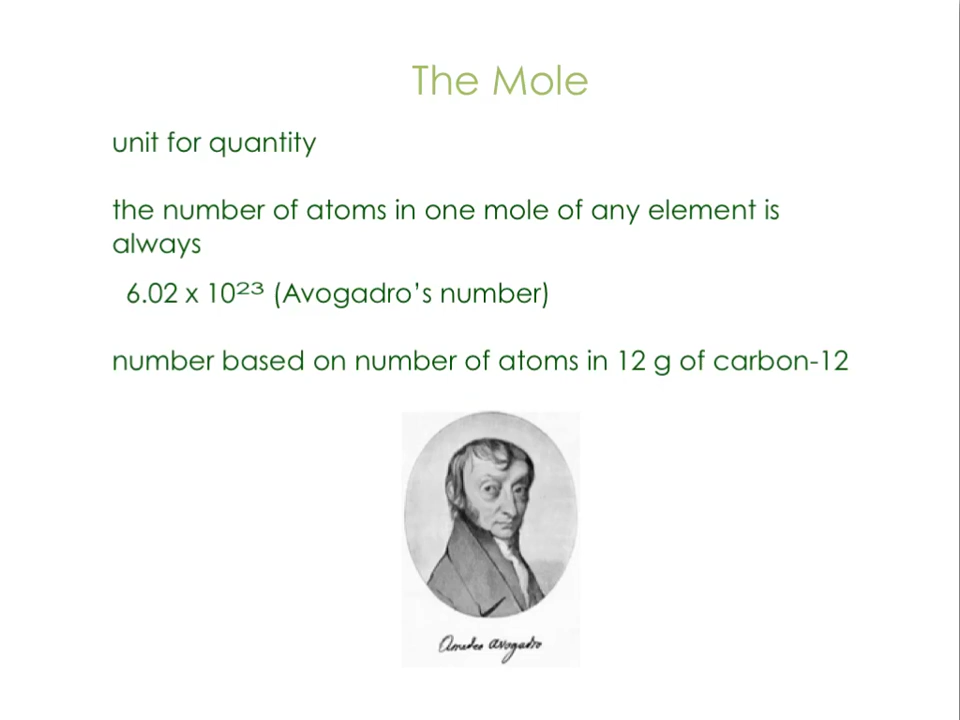 The Mole
unit for quantity
the number of atoms in one mole of any element is
always
6.02 x 10²³ (Avogadro’s number)
number based on number of atoms in 12 g of carbon-12
Amedeo Avogadro